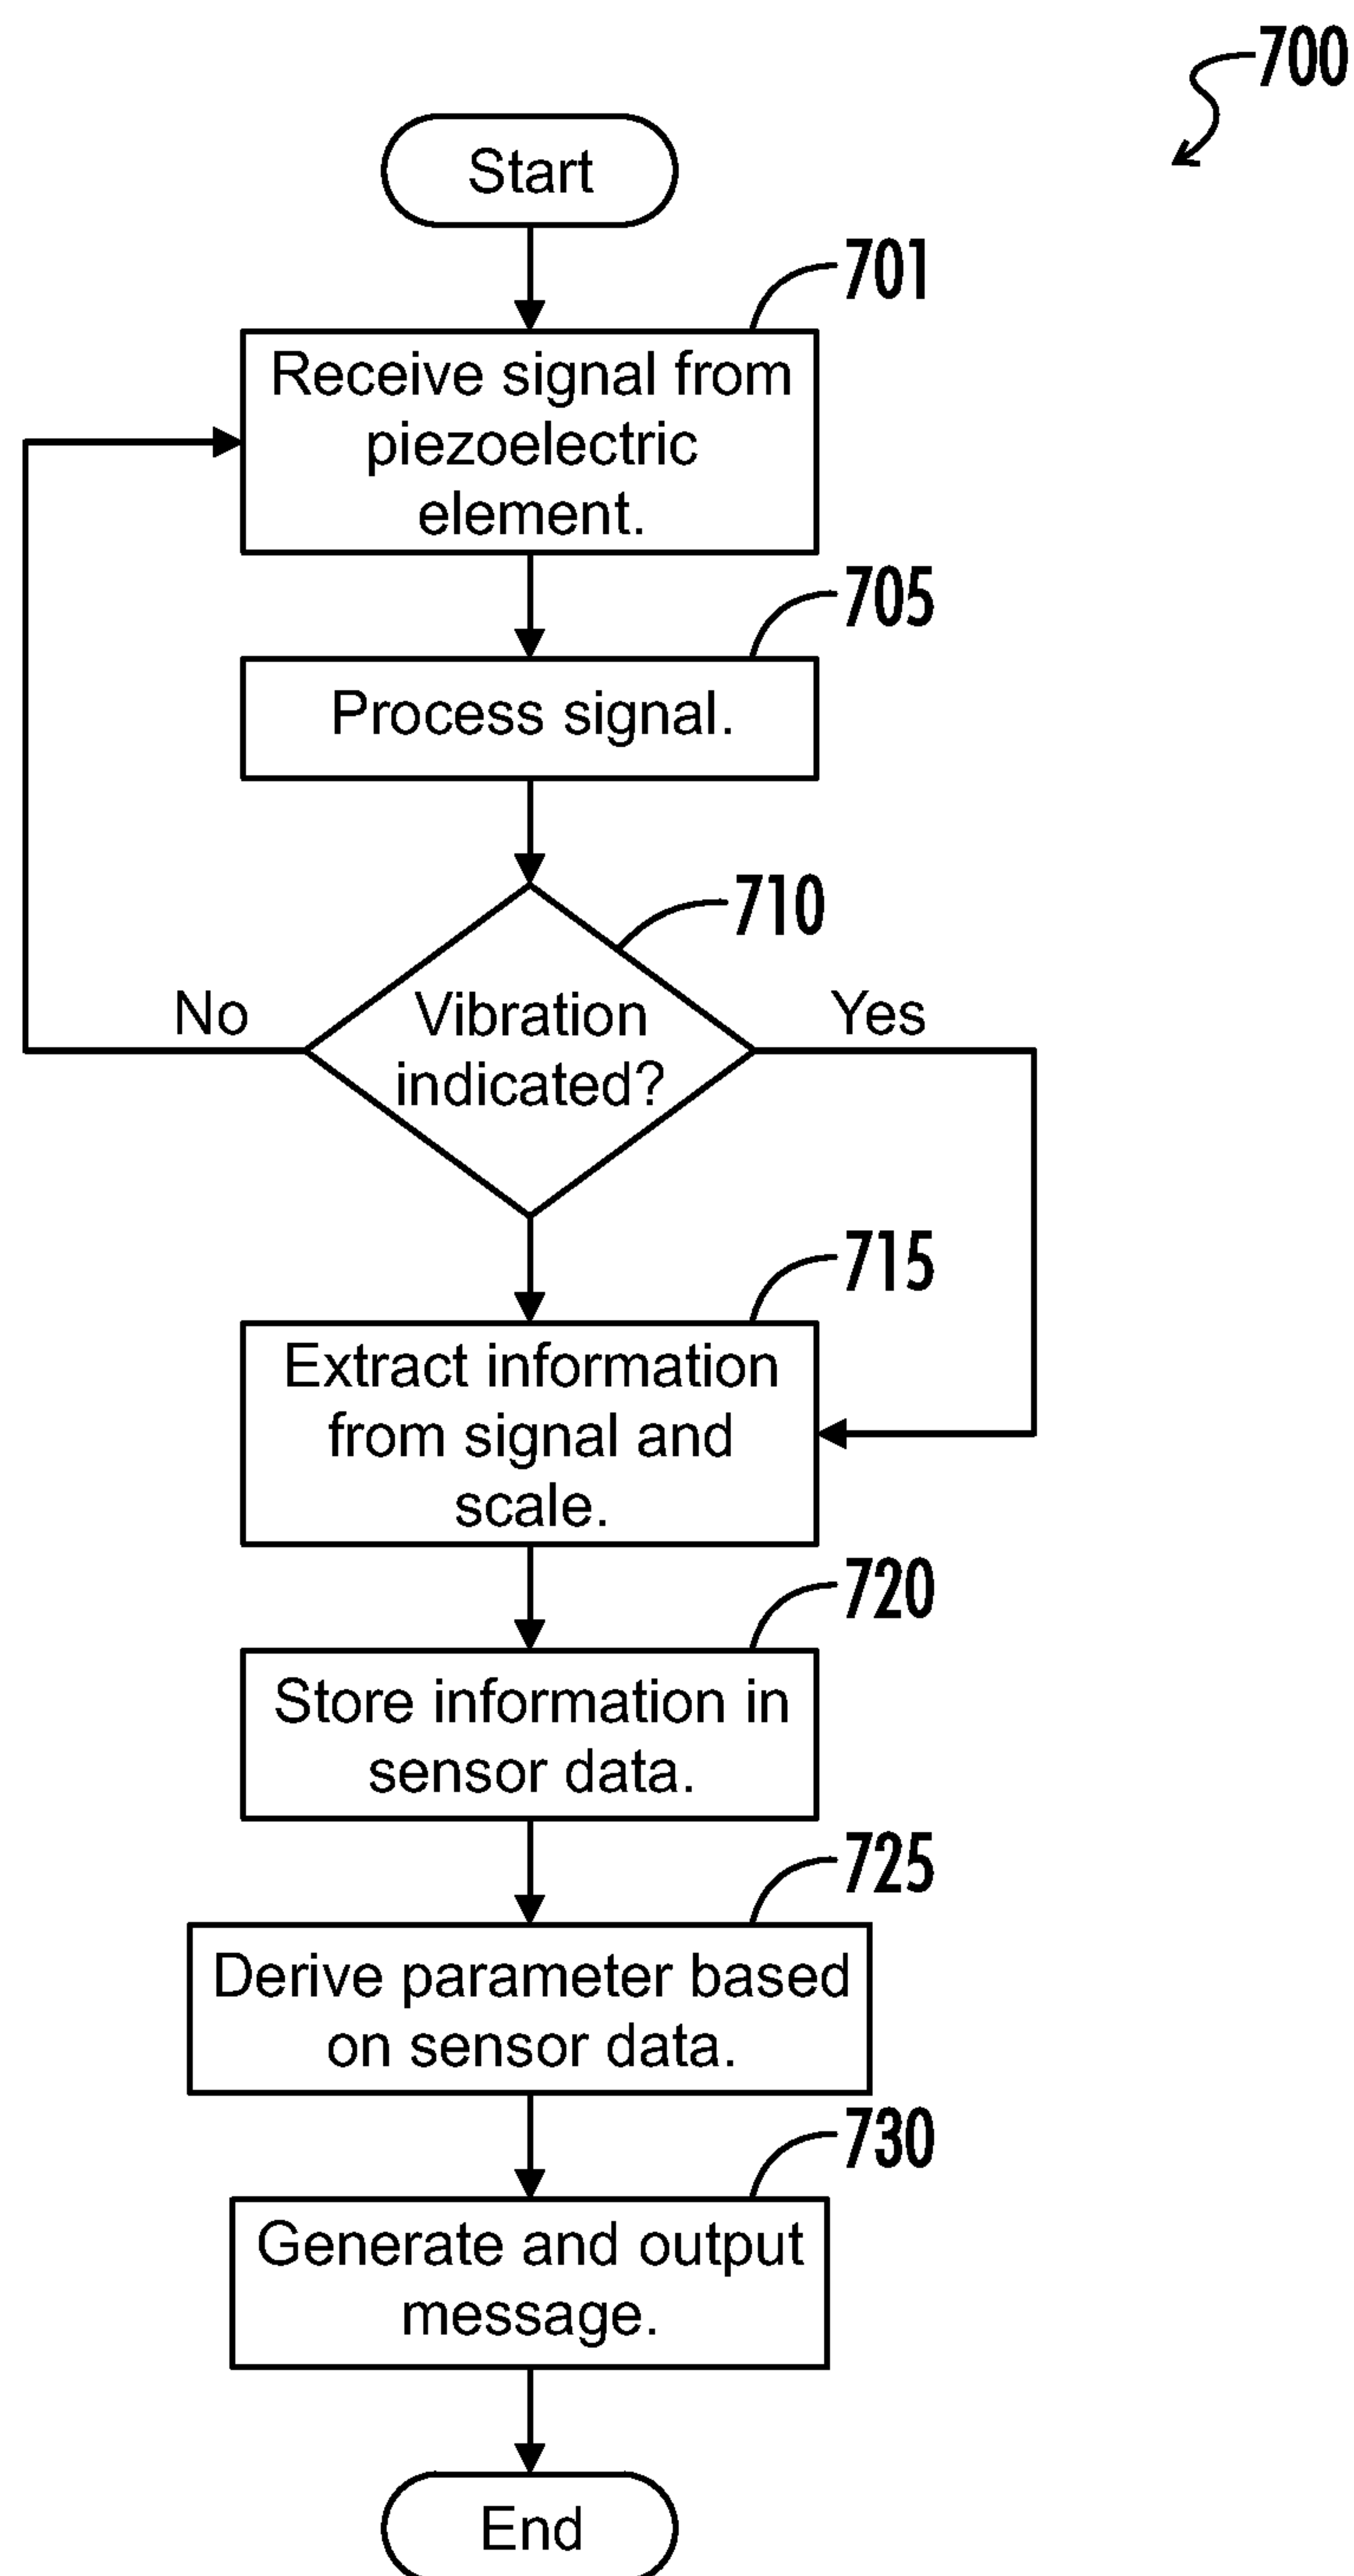 700
Start
701
Receive signal from
piezoelectric
element.
705
Process signal.
710
No
Vibration
indicated?
Yes
715
Extract information
from signal and
scale.
720
Store information in
sensor data.
725
Derive parameter based
on sensor data.
730
Generate and output
message.
End